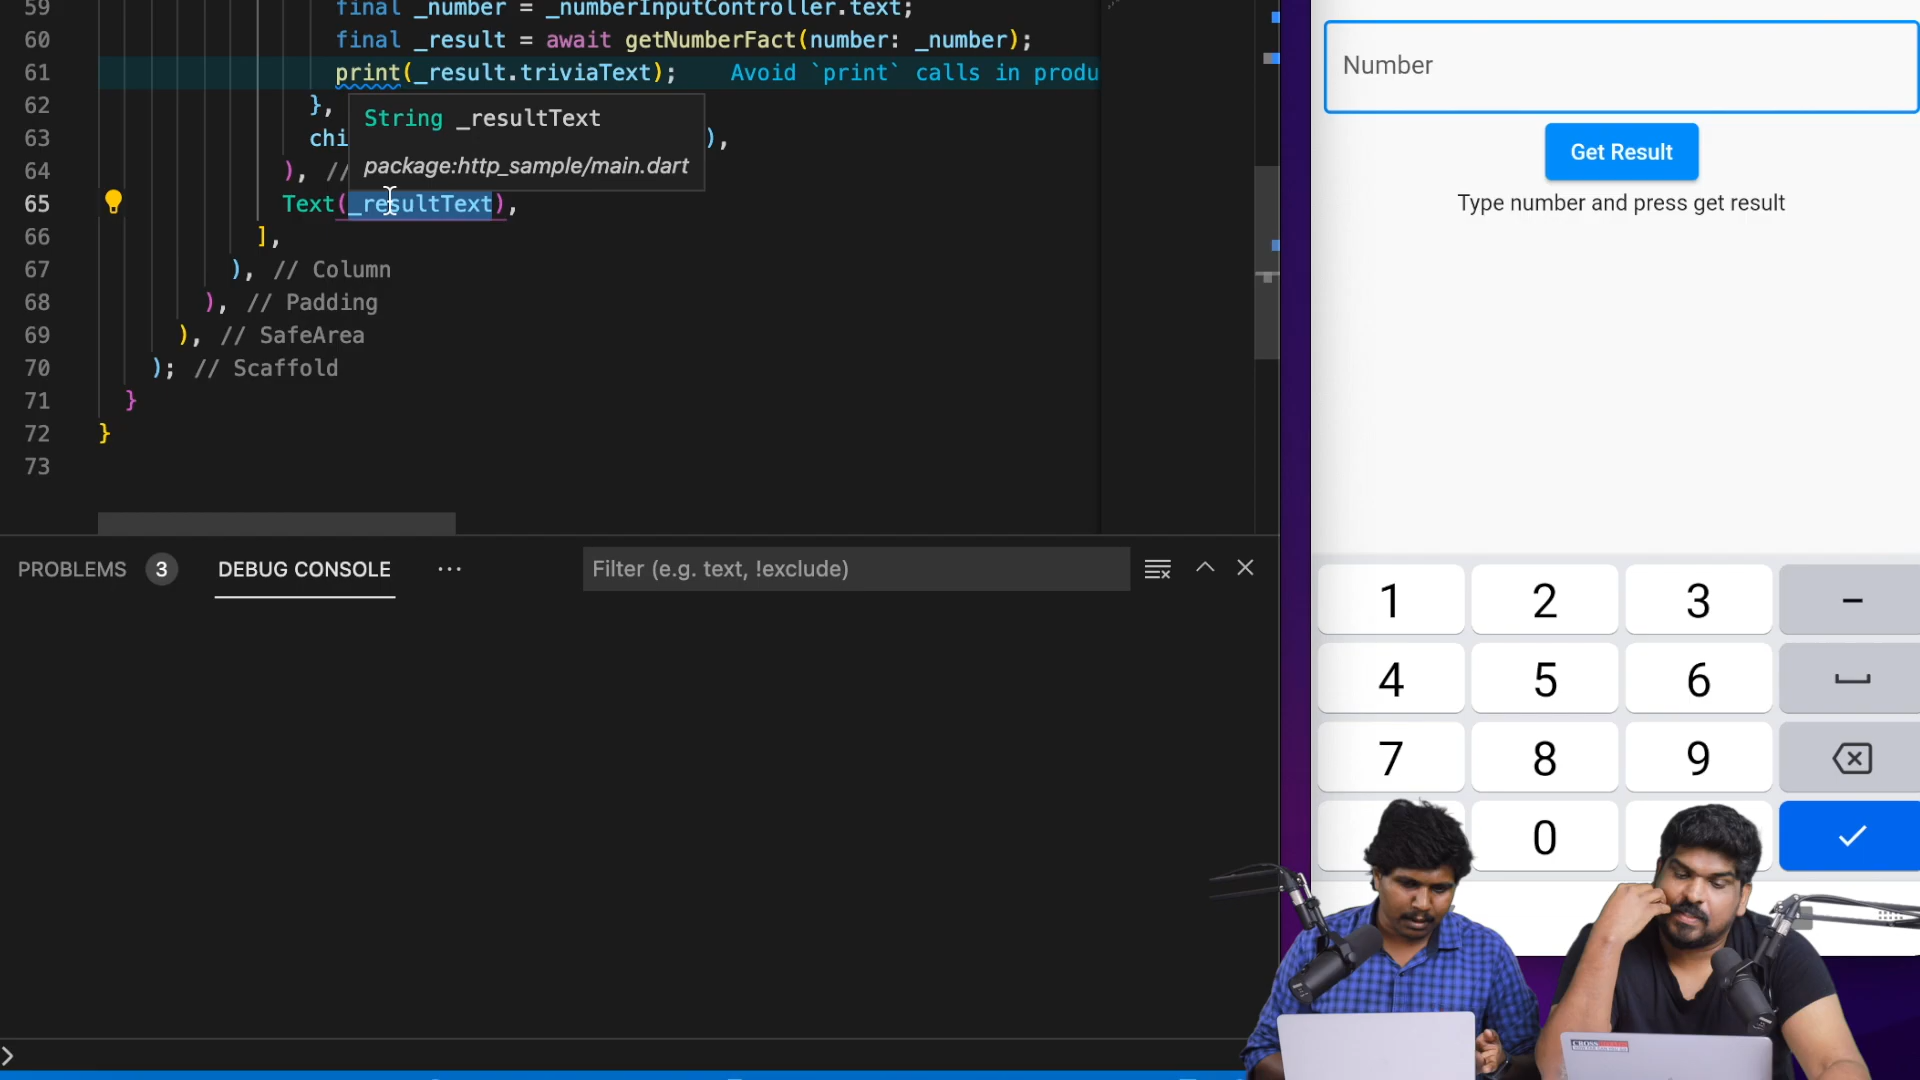 59 final _number = _numberInputController.text;
60 final _result = await getNumberFact(number: _number);
61 print(_result.triviaText); Avoid `print` calls in produ
62 },
String _resultText
63 chi ),
package:http_sample/main.dart
64 ), //
65 Text(_resultText),
66 ],
67 ), // Column
68 ), // Padding
69 ), // SafeArea
70 ); // Scaffold
71 }
72 }
73
PROBLEMS 3 DEBUG CONSOLE ··· Filter (e.g. text, !exclude)
Number
Get Result
Type number and press get result
1 2 3 –
4 5 6
7 8 9
0